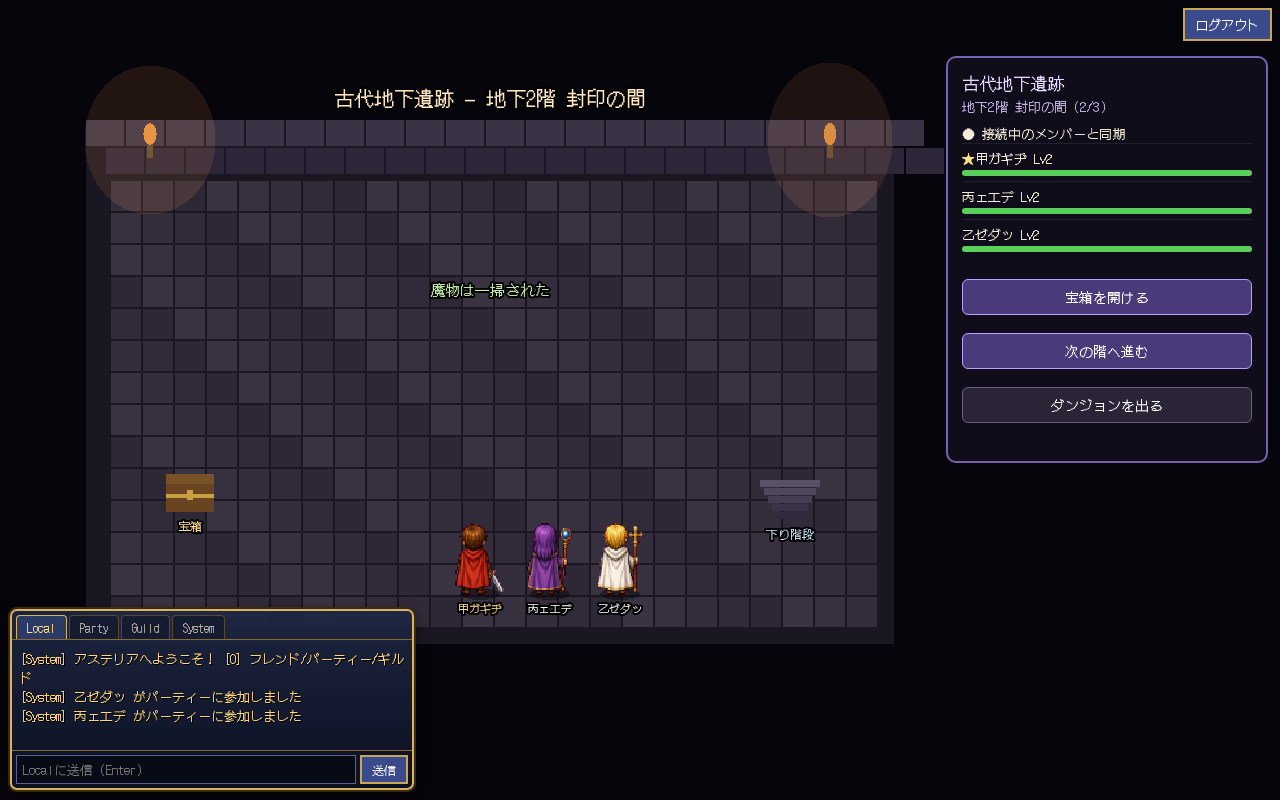 ログアウト
古代地下遺跡 – 地下2階 封印の間
魔物は一掃された
宝箱
下り階段
甲ガギヂ
丙ェエデ
乙ゼダッ
古代地下遺跡
地下2階 封印の間 (2/3)
● 接続中のメンバーと同期
★甲ガギヂ Lv2
丙ェエデ Lv2
乙ゼダッ Lv2
宝箱を開ける
次の階へ進む
ダンジョンを出る
Local
Party
Guild
System
[System] アステリアへようこそ! [O] フレンド/パーティー/ギル
ド
[System] 乙ゼダッ がパーティーに参加しました
[System] 丙ェエデ がパーティーに参加しました
Localに送信 (Enter)
送信